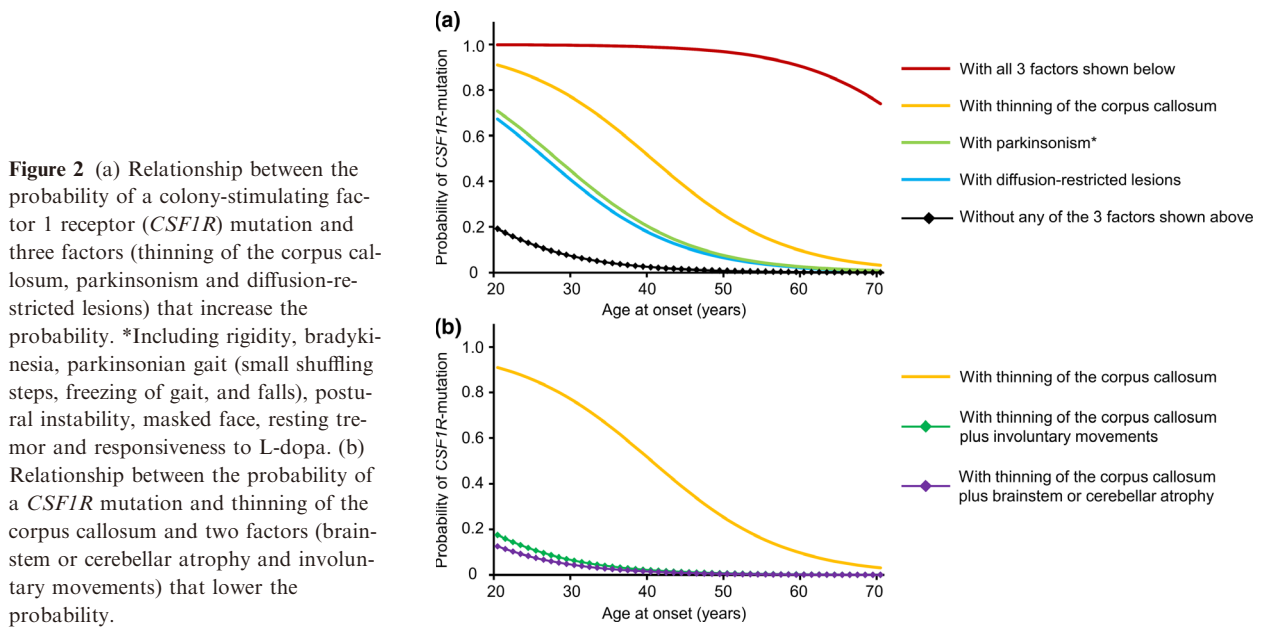 Figure 2 (a) Relationship between the
probability of a colony-stimulating fac-
tor 1 receptor (CSF1R) mutation and
three factors (thinning of the corpus cal-
losum, parkinsonism and diffusion-re-
stricted lesions) that increase the
probability. *Including rigidity, bradyki-
nesia, parkinsonian gait (small shuffling
steps, freezing of gait, and falls), postu-
ral instability, masked face, resting tre-
mor and responsiveness to L-dopa. (b)
Relationship between the probability of
a CSF1R mutation and thinning of the
corpus callosum and two factors (brain-
stem or cerebellar atrophy and involun-
tary movements) that lower the
probability.
(a)
Probability of CSF1R-mutation
1.0
0.8
0.6
0.4
0.2
0
20 30 40 50 60 70
Age at onset (years)
With all 3 factors shown below
With thinning of the corpus callosum
With parkinsonism*
With diffusion-restricted lesions
Without any of the 3 factors shown above
(b)
Probability of CSF1R-mutation
1.0
0.8
0.6
0.4
0.2
0
20 30 40 50 60 70
Age at onset (years)
With thinning of the corpus callosum
With thinning of the corpus callosum
plus involuntary movements
With thinning of the corpus callosum
plus brainstem or cerebellar atrophy